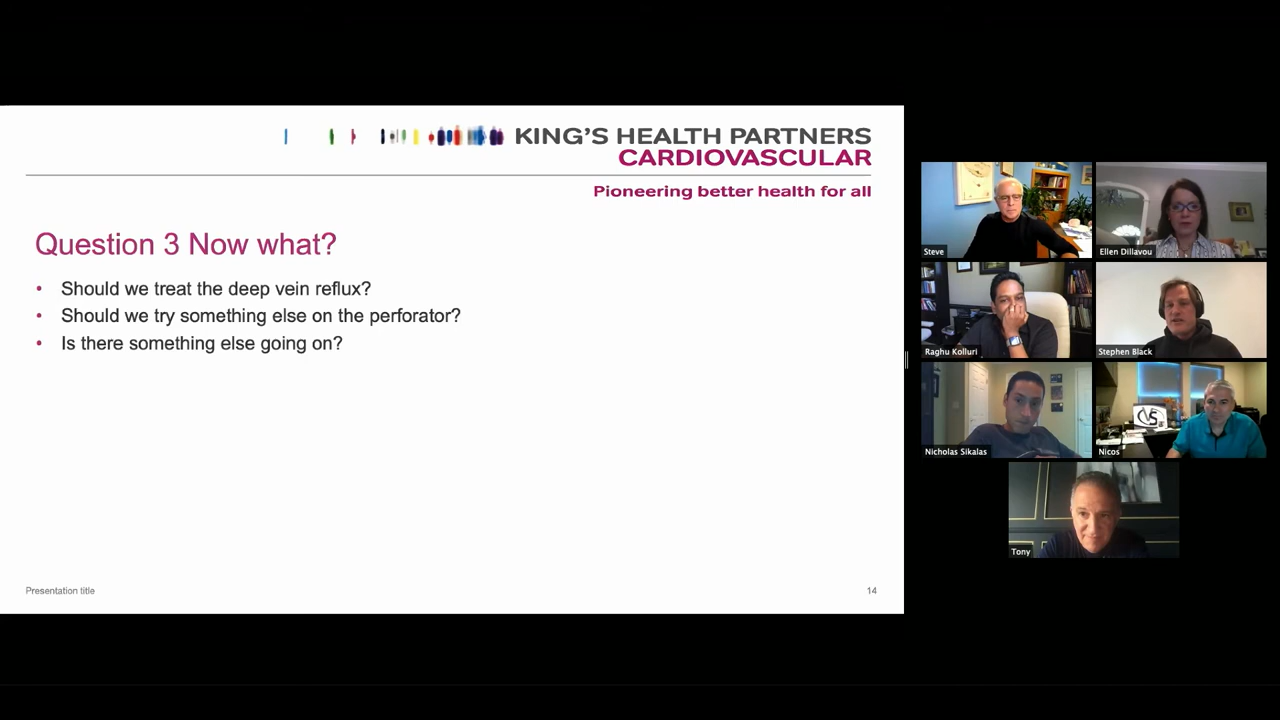 KING'S HEALTH PARTNERS
CARDIOVASCULAR
Pioneering better health for all
Question 3 Now what?
• Should we treat the deep vein reflux?
• Should we try something else on the perforator?
• Is there something else going on?
Presentation title
14
Steve
Ellen Dillavou
Raghu Kolluri
Stephen Black
Nicholas Sikalas
Nicos
Tony